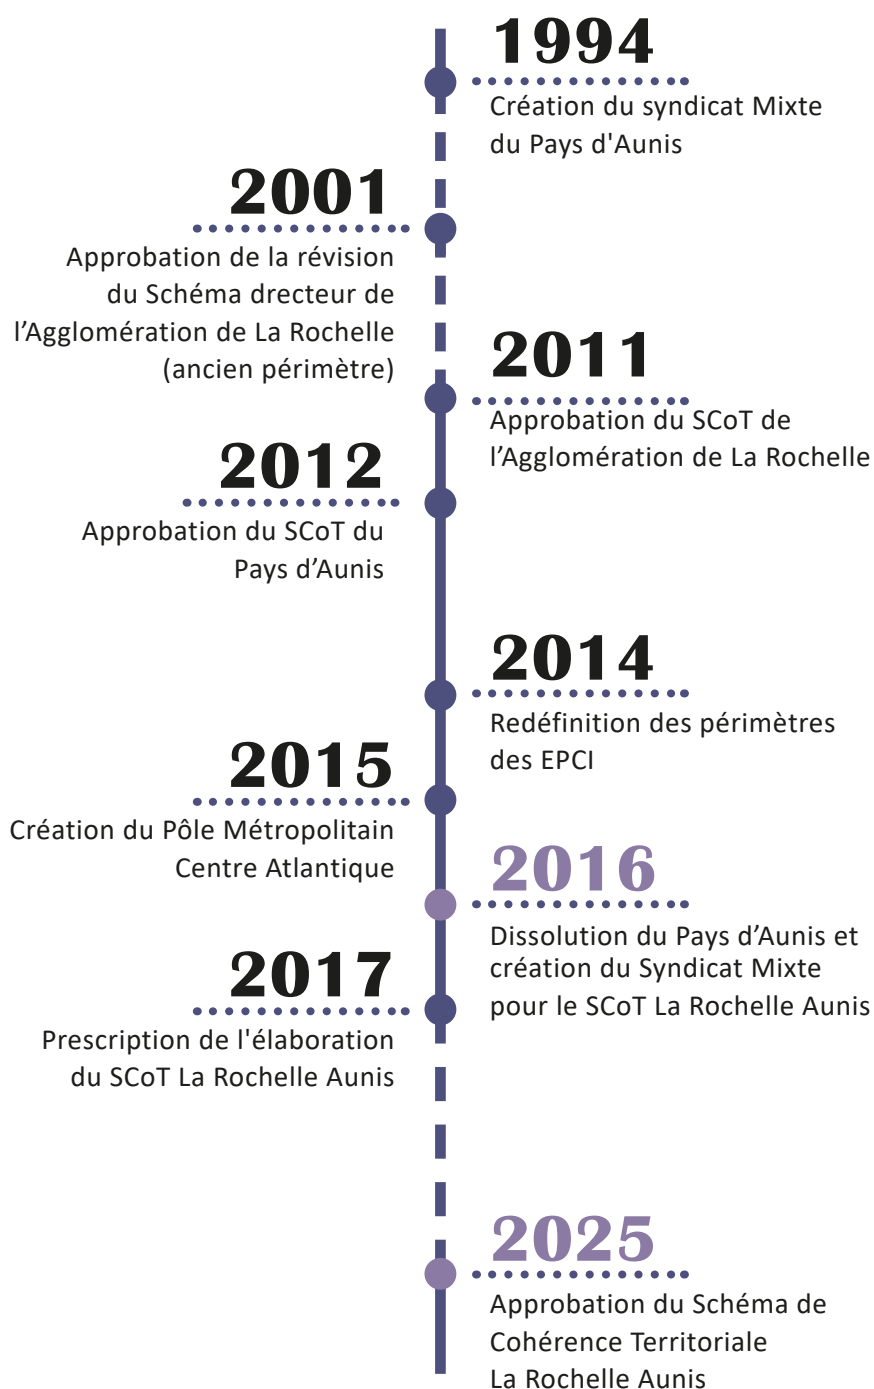 1994
Création du syndicat Mixte
du Pays d'Aunis
2001
Approbation de la révision
du Schéma drecteur de
l’Agglomération de La Rochelle
(ancien périmètre)
2011
Approbation du SCoT de
l’Agglomération de La Rochelle
2012
Approbation du SCoT du
Pays d’Aunis
2014
Redéfinition des périmètres
des EPCI
2015
Création du Pôle Métropolitain
Centre Atlantique
2016
Dissolution du Pays d’Aunis et
création du Syndicat Mixte
pour le SCoT La Rochelle Aunis
2017
Prescription de l'élaboration
du SCoT La Rochelle Aunis
2025
Approbation du Schéma de
Cohérence Territoriale
La Rochelle Aunis